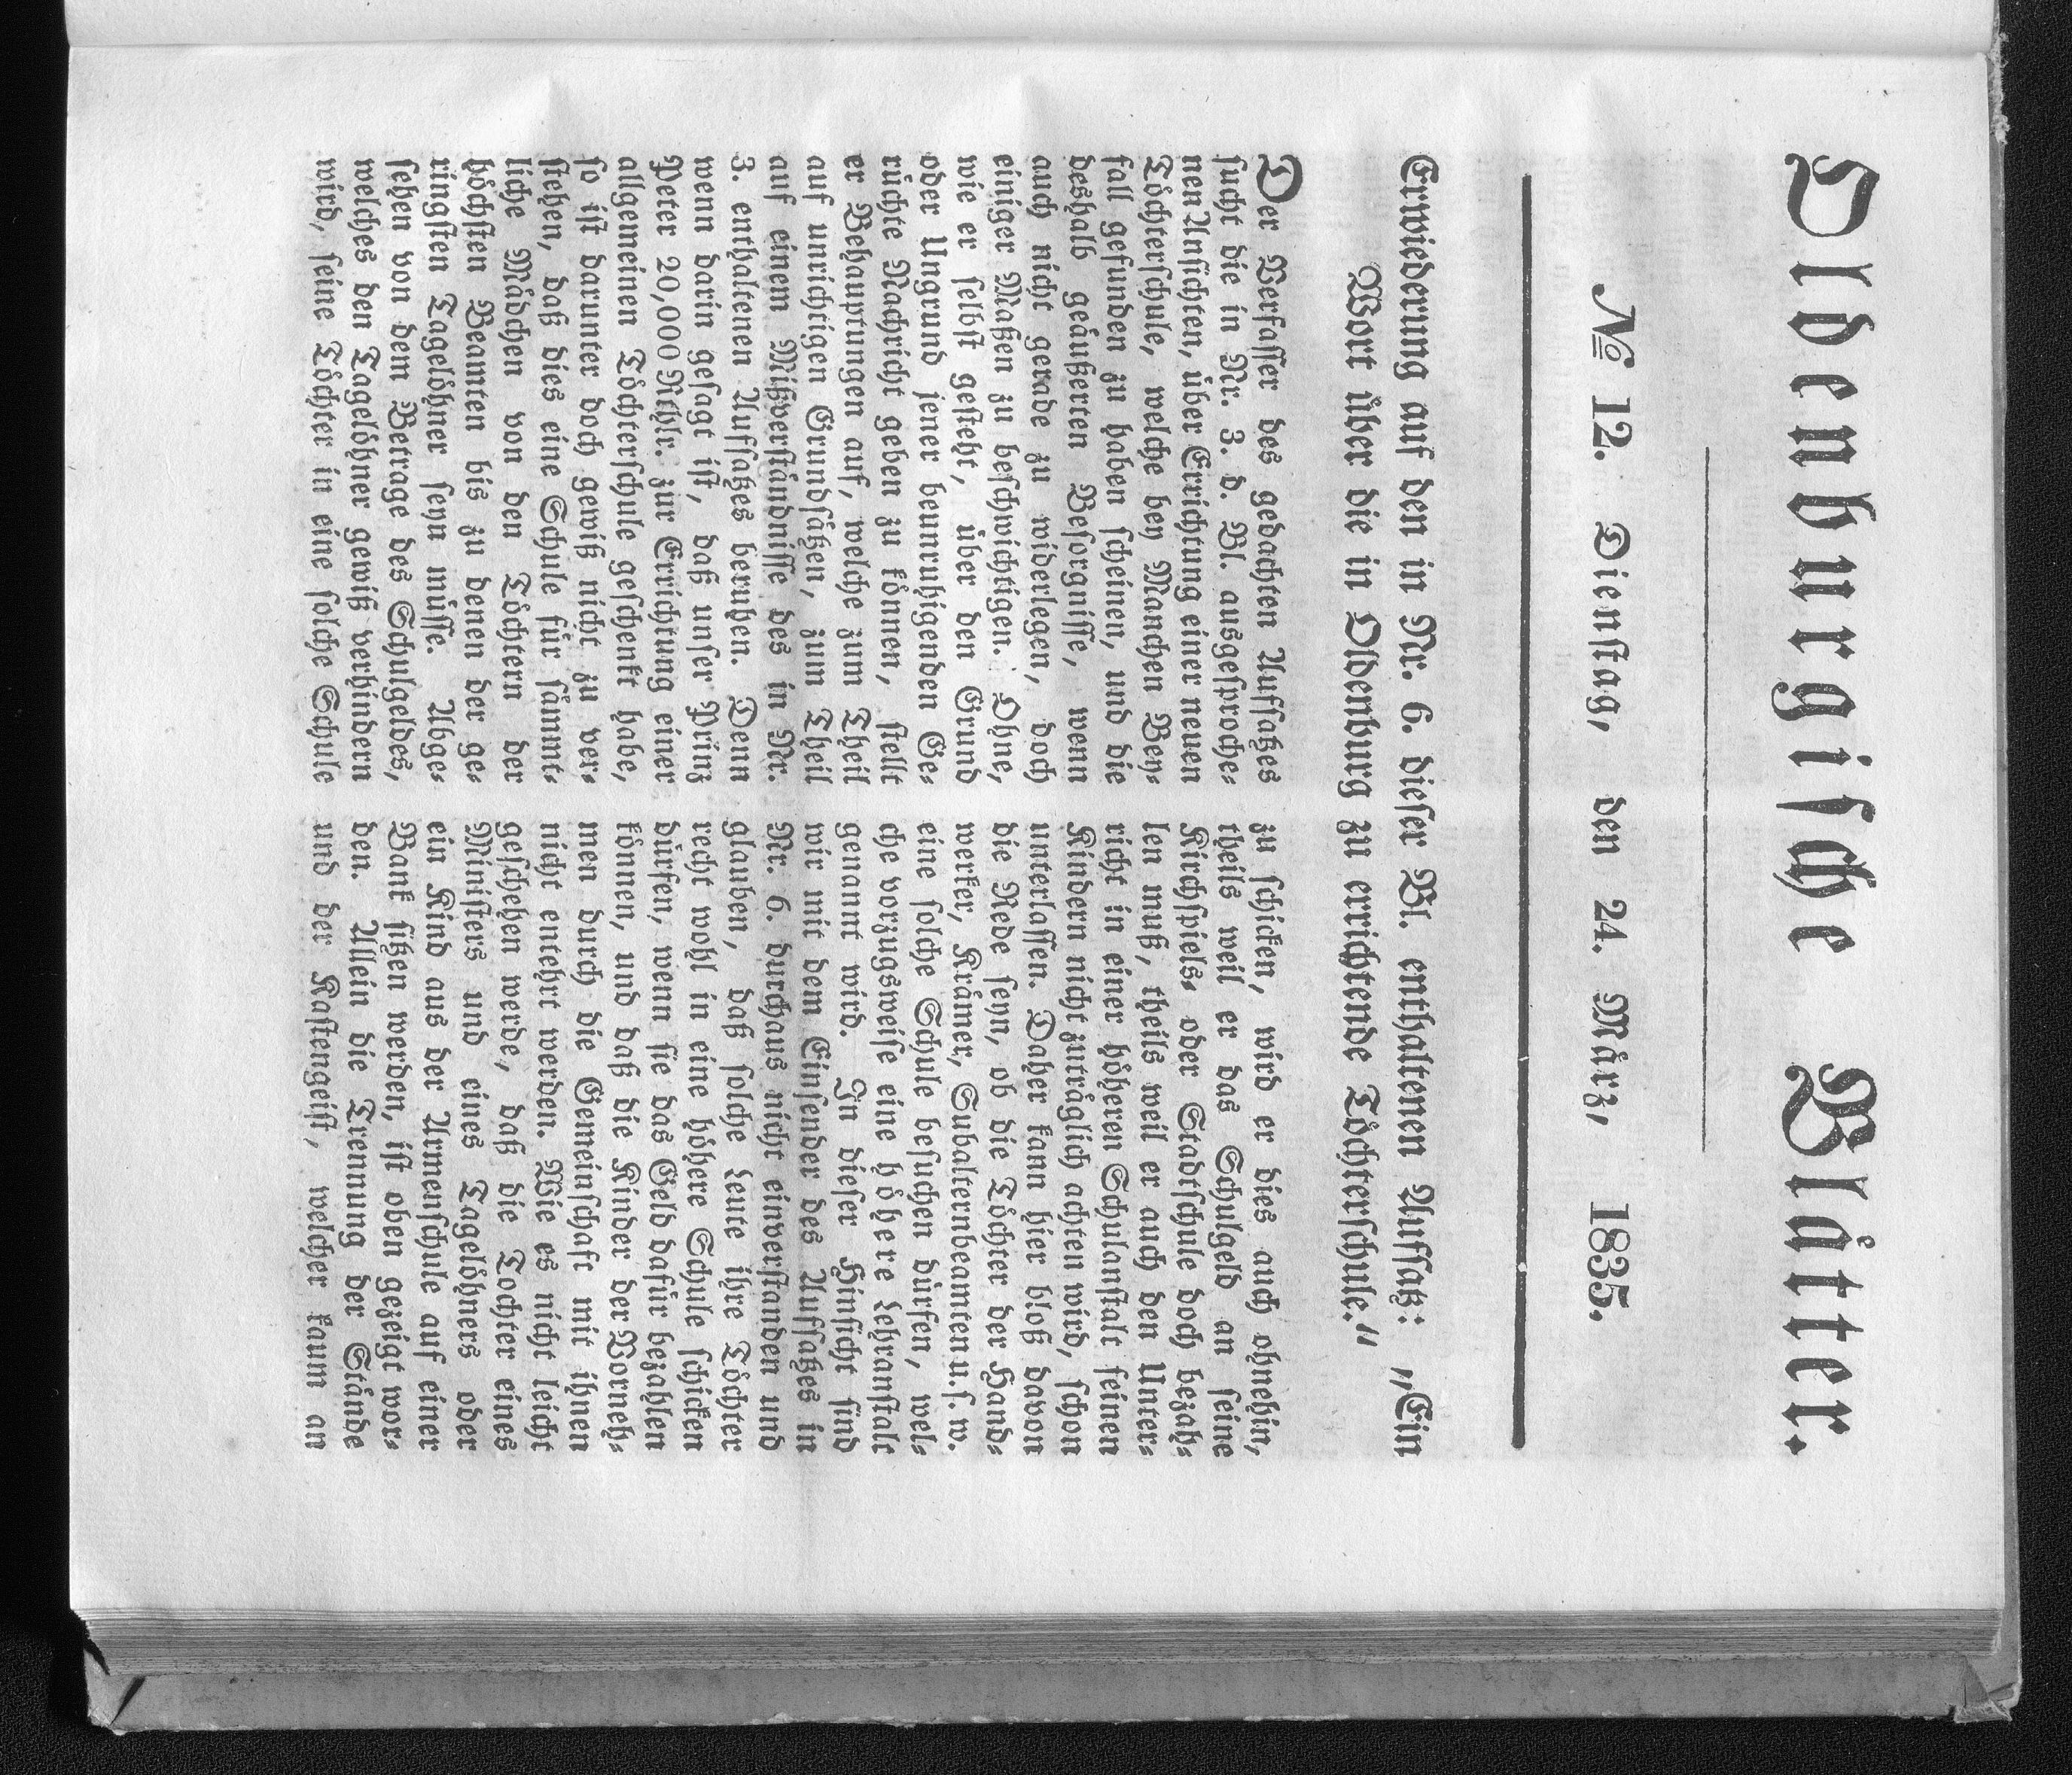 Oldenburgische Blåtter.
№ 12. Dienſtag, den 24. Mårz, 1835.
Erwiederung auf den in Nr. 6. dieſer Bl. enthaltenen Aufſatz: „Ein
Wort über die in Oldenburg zu errichtende Töchterſchule.”
Der Verfaſſer des gedachten Aufſatzes
ſucht die in Nr. 3. d. Bl. ausgeſproche-
nen Anſichten, über Errichtung einer neuen
Töchterſchule, welche bey Manchen Bey-
fall gefunden zu haben ſcheinen, und die
deshalb geåußerten Beſorgniſſe, wenn
auch nicht gerade zu widerlegen, doch
einiger Maßen zu beſchwichtigen. Ohne,
wie er ſelbſt geſteht, über den Grund
oder Ungrund jener beunruhigenden Ge-
rüchte Nachricht geben zu können, ſtellt
er Behauptungen auf, welche zum Theil
auf unrichtigen Grundſåtzen, zum Theil
auf einem Mißverſtåndniſſe des in Nr.
3. enthaltenen Aufſatzes beruhen. Denn
wenn darin geſagt iſt, daß unſer Prinz
Peter 20,000 Rthlr. zur Errichtung einer
allgemeinen Töchterſchule geſchenkt habe,
ſo iſt darunter doch gewiß nicht zu ver-
ſtehen, daß dies eine Schule für ſåmmt-
liche Mådchen von den Töchtern der
höchſten Beamten bis zu denen der ge-
ringſten Tagelöhner ſeyn müſſe. Abge-
ſehen von dem Betrage des Schulgeldes,
welches den Tagelöhner gewiß verhindern
wird, ſeine Töchter in eine ſolche Schule
zu ſchicken, wird er dies auch ohnehin,
theils weil er das Schulgeld an ſeine
Kirchſpiels- oder Stadtſchule doch bezah-
len muß, theils weil er auch den Unter-
richt in einer höheren Schulanſtalt ſeinen
Kindern nicht zutråglich achten wird, ſchon
unterlaſſen. Daher kann hier bloß davon
die Rede ſeyn, ob die Töchter der Hand-
werker, Kråmer, Subalternbeamten u. ſ. w.
eine ſolche Schule beſuchen dürfen, wel-
che vorzugsweiſe eine höhere Lehranſtalt
genannt wird. In dieſer Hinſicht ſind
wir mit dem Einſender des Aufſatzes in
Nr. 6. durchaus nicht einverſtanden und
glauben, daß ſolche Leute ihre Töchter
recht wohl in eine höhere Schule ſchicken
dürfen, wenn ſie das Geld dafür bezahlen
können, und daß die Kinder der Vorneh-
men durch die Gemeinſchaft mit ihnen
nicht entehrt werden. Wie es nicht leicht
geſchehen werde, daß die Tochter eines
Miniſters und eines Tagelöhners oder
ein Kind aus der Armenſchule auf einer
Bank ſitzen werden, iſt oben gezeigt wor-
den. Allein die Trennung der Stånde
und der Kaſtengeiſt, welcher kaum an